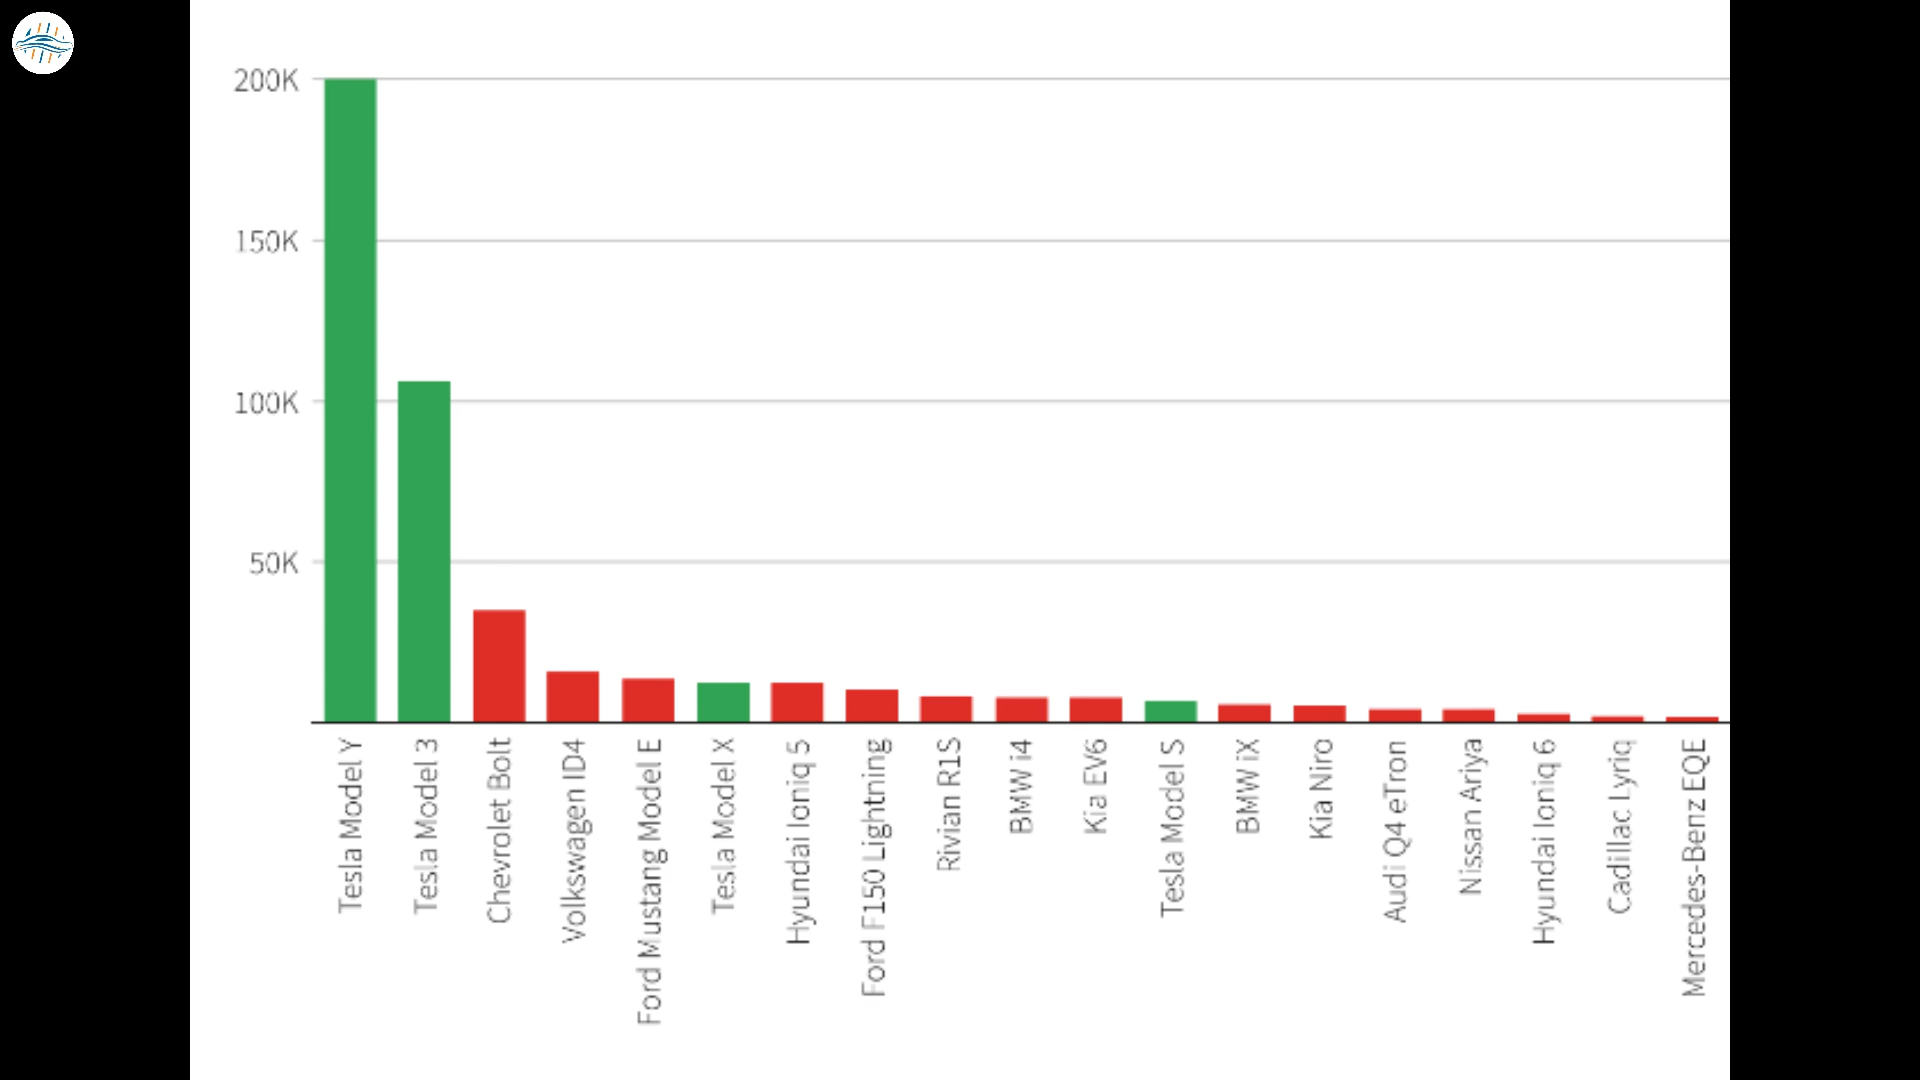 200K
150K
100K
50K
Tesla Model Y
Tesla Model 3
Chevrolet Bolt
Volkswagen ID4
Ford Mustang Model E
Tesla Model X
Hyundai Ioniq 5
Ford F150 Lightning
Rivian R1S
BMW i4
Kia EV6
Tesla Model S
BMW iX
Kia Niro
Audi Q4 eTron
Nissan Ariya
Hyundai Ioniq 6
Cadillac Lyriq
Mercedes-Benz EQE